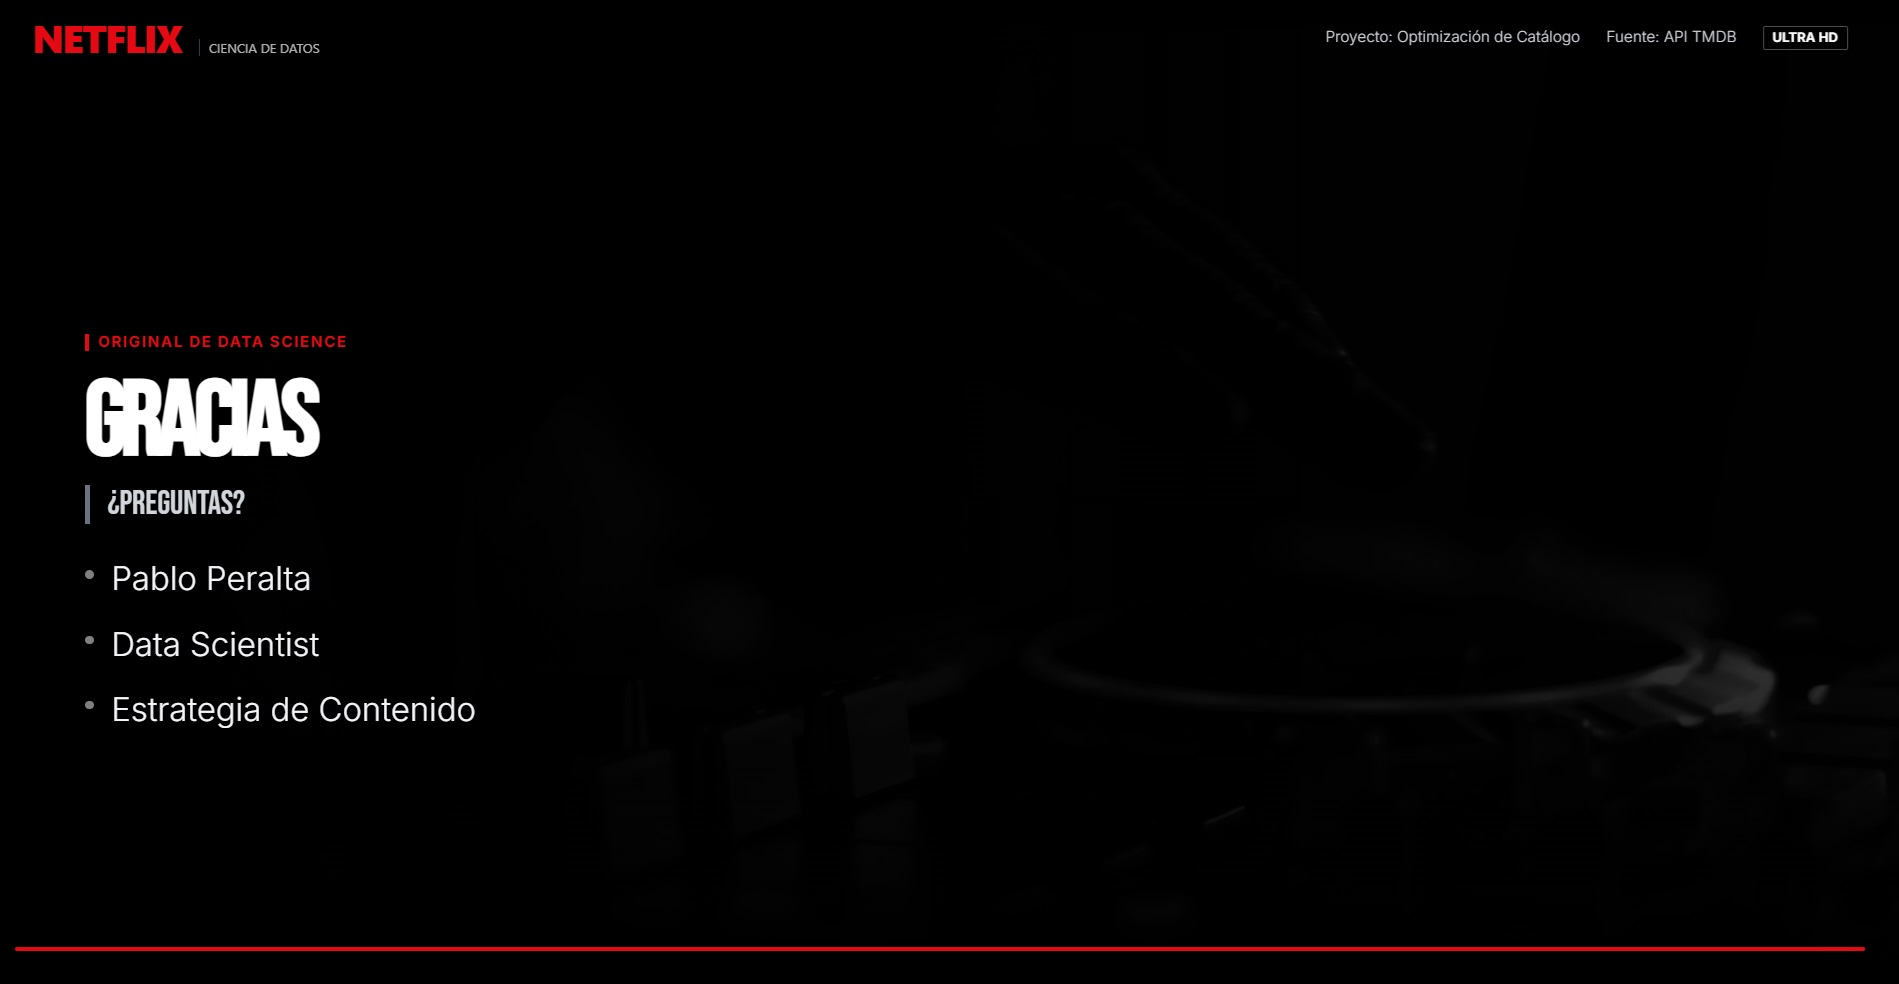 NETFLIX
CIENCIA DE DATOS
Proyecto: Optimización de Catálogo
Fuente: API TMDB
ULTRA HD
ORIGINAL DE DATA SCIENCE
GRACIAS
¿PREGUNTAS?
Pablo Peralta
Data Scientist
Estrategia de Contenido